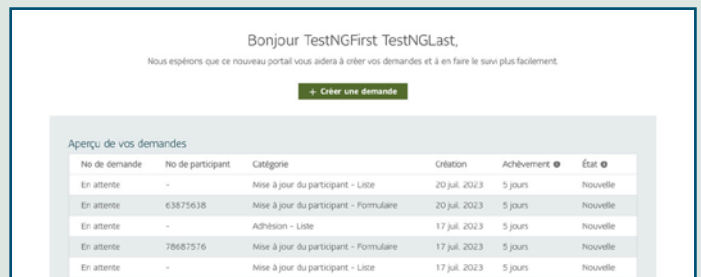 Bonjour TestNGFirst TestNGLast,
Nous espérons que ce nouveau portail vous aidera à créer vos demandes et à en faire le suivi plus facilement.
+ Créer une demande
Aperçu de vos demandes
No de demande No de participant Catégorie Création Achèvement État
En attente - Mise à jour du participant - Liste 20 juil. 2023 5 jours Nouvelle
En attente 63875638 Mise à jour du participant - Formulaire 20 juil. 2023 5 jours Nouvelle
En attente - Adhésion - Liste 17 juil. 2023 5 jours Nouvelle
En attente 78687576 Mise à jour du participant - Formulaire 17 juil. 2023 5 jours Nouvelle
En attente - Mise à jour du participant - Liste 17 juil. 2023 5 jours Nouvelle